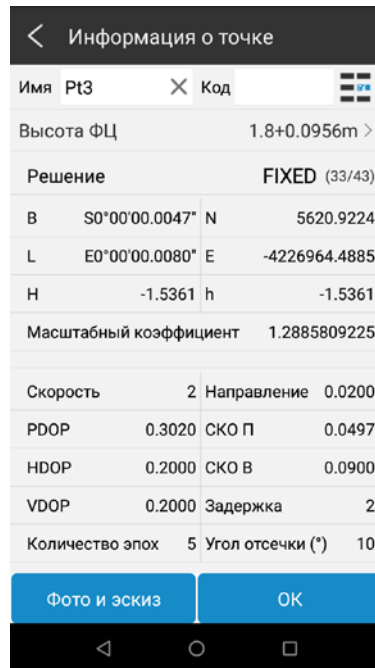 Информация о точке
Имя Pt3 Код
Высота ФЦ 1.8+0.0956m
Решение FIXED (33/43)
B S0°00'00.0047" N 5620.9224
L E0°00'00.0080" E -4226964.4885
H -1.5361 h -1.5361
Масштабный коэффициент 1.2885809225
Скорость 2 Направление 0.0200
PDOP 0.3020 СКО П 0.0497
HDOP 0.2000 СКО В 0.0900
VDOP 0.2000 Задержка 2
Количество эпох 5 Угол отсечки (°) 10
Фото и эскиз ОК